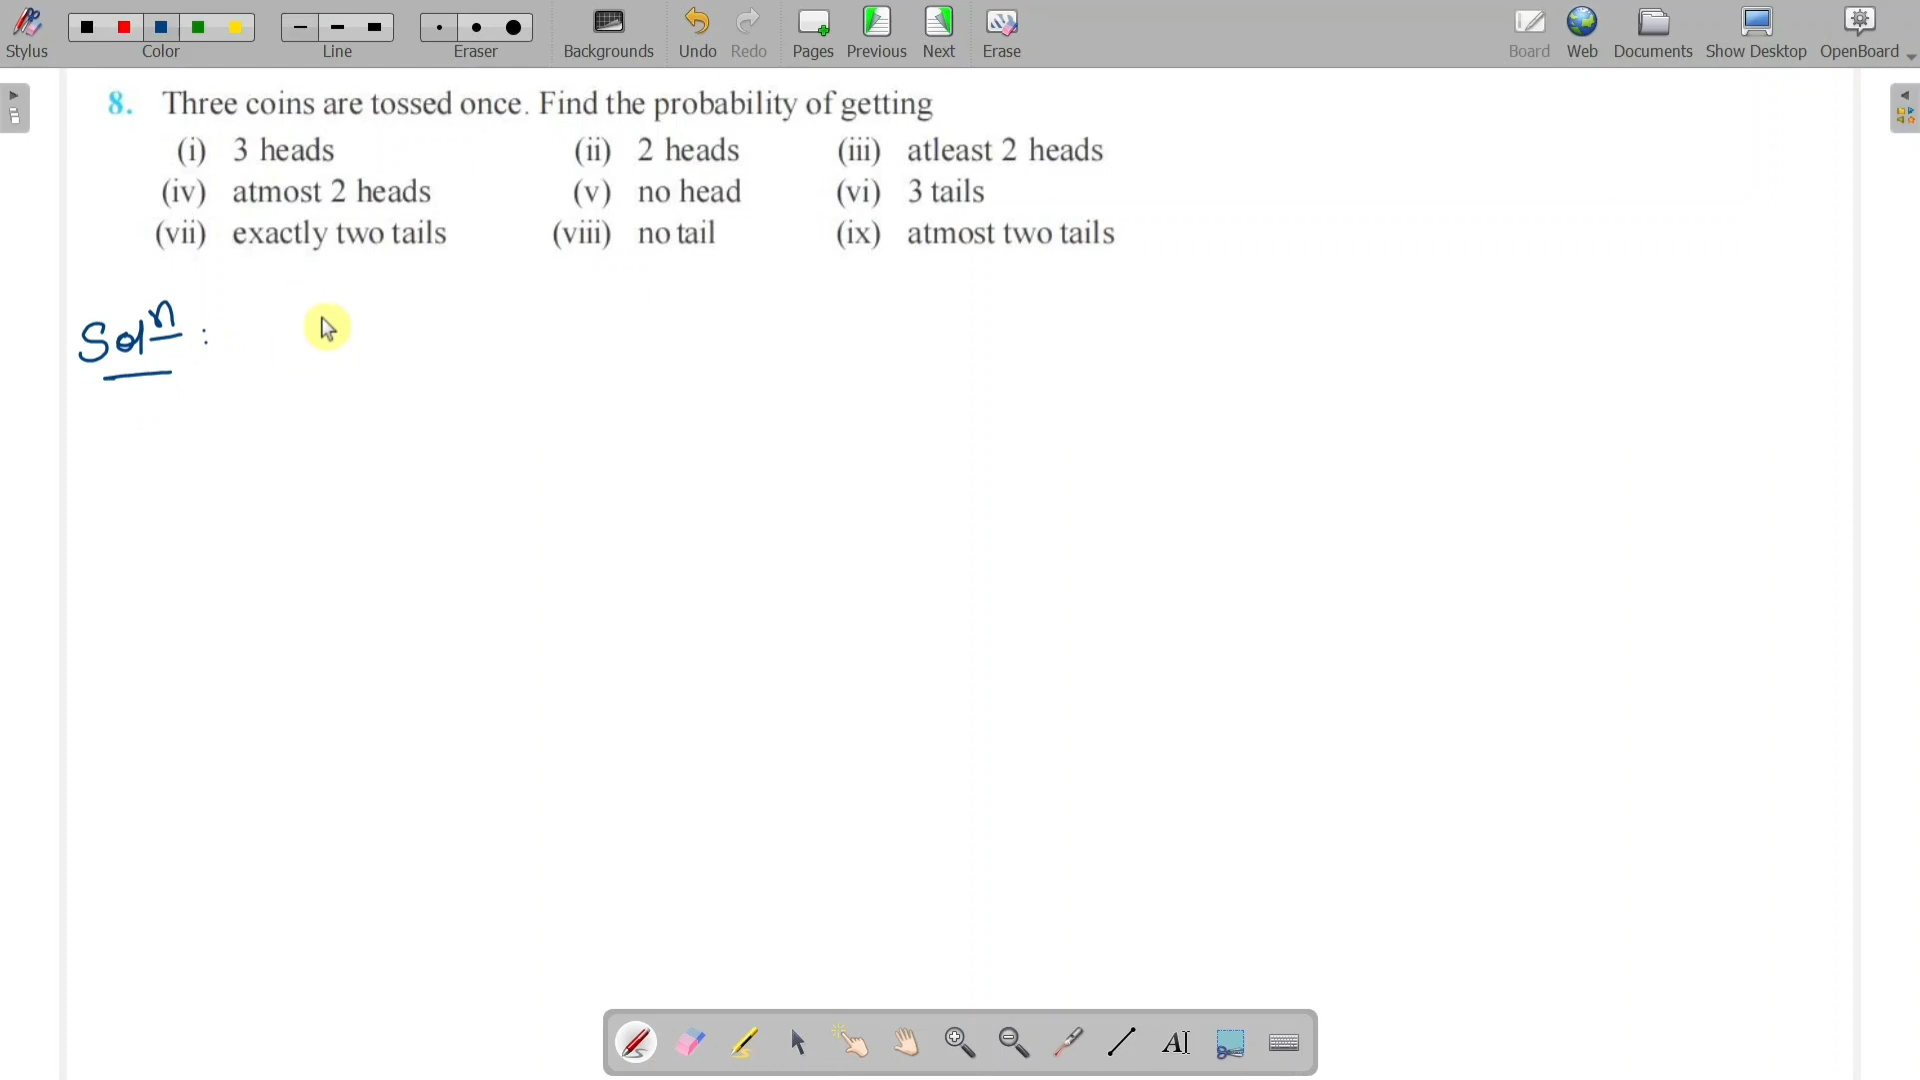 Stylus Color Line Eraser Backgrounds Undo Redo Pages Previous Next Erase Board Web Documents Show Desktop OpenBoard
8. Three coins are tossed once. Find the probability of getting
(i) 3 heads (ii) 2 heads (iii) atleast 2 heads
(iv) atmost 2 heads (v) no head (vi) 3 tails
(vii) exactly two tails (viii) no tail (ix) atmost two tails
Solⁿ :